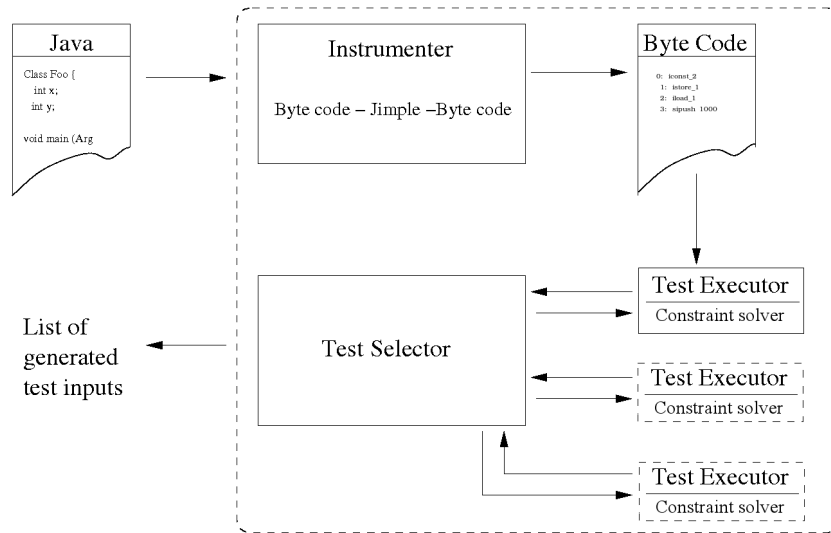 Java
Class Foo {
int x;
int y;
void main (Arg
Instrumenter
Byte code – Jimple –Byte code
Byte Code
0: iconst_2
1: istore_1
2: iload_1
3: sipush 1000
List of
generated
test inputs
Test Selector
Test Executor
Constraint solver
Test Executor
Constraint solver
Test Executor
Constraint solver